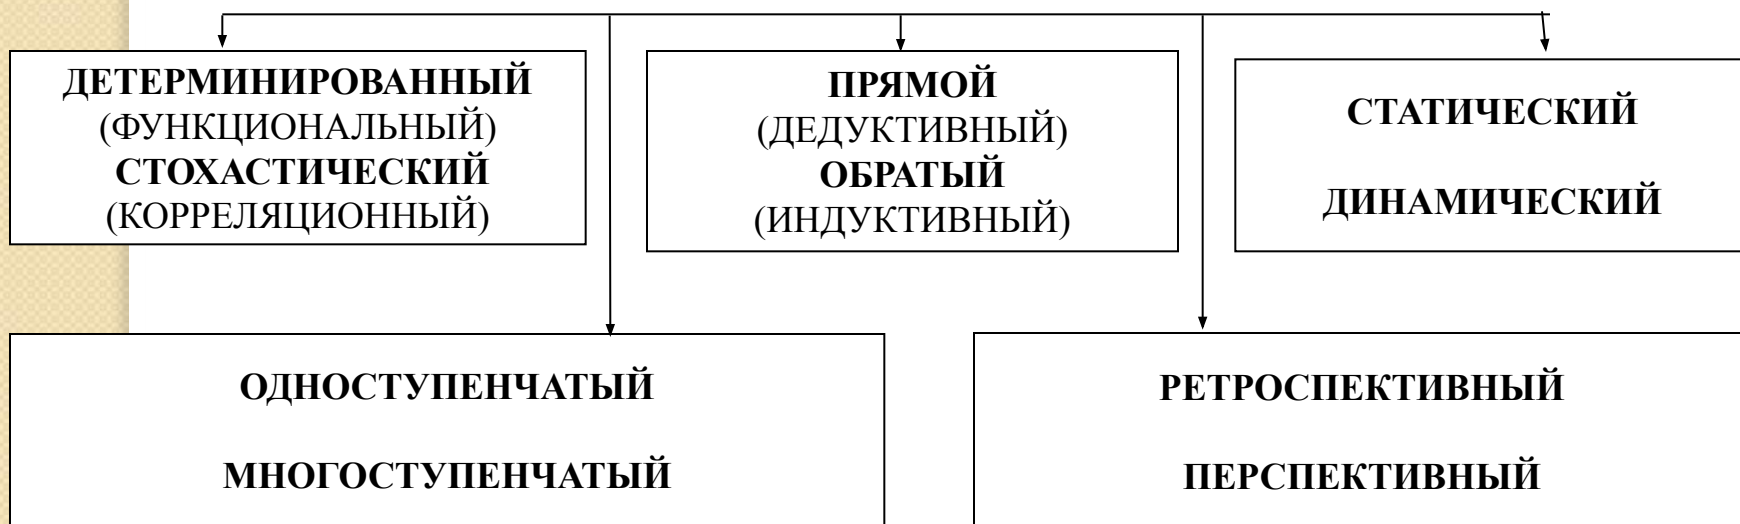 ДЕТЕРМИНИРОВАННЫЙ
(ФУНКЦИОНАЛЬНЫЙ)
СТОХАСТИЧЕСКИЙ
(КОРРЕЛЯЦИОННЫЙ)
ПРЯМОЙ
(ДЕДУКТИВНЫЙ)
ОБРАТЫЙ
(ИНДУКТИВНЫЙ)
СТАТИЧЕСКИЙ
ДИНАМИЧЕСКИЙ
ОДНОСТУПЕНЧАТЫЙ
МНОГОСТУПЕНЧАТЫЙ
РЕТРОСПЕКТИВНЫЙ
ПЕРСПЕКТИВНЫЙ